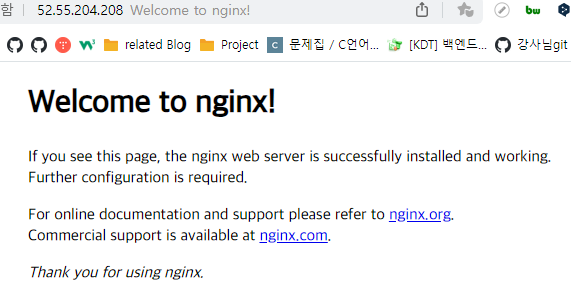 함 52.55.204.208 Welcome to nginx!
bw
related Blog Project C 문제집 / C언어... [KDT] 백엔드... 강사님git
Welcome to nginx!
If you see this page, the nginx web server is successfully installed and working.
Further configuration is required.
For online documentation and support please refer to nginx.org.
Commercial support is available at nginx.com.
Thank you for using nginx.